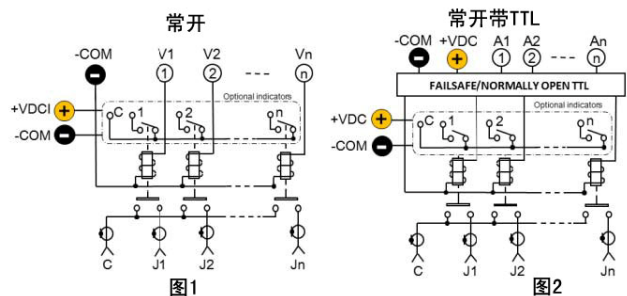 常开
-COM V1 V2 Vn
1 2 n
+VDCI
-COM
Optional indicators
C 1 2 n
C J1 J2 Jn
图1
常开带TTL
-COM +VDC A1 A2 An
1 2 n
FAILSAFE/NORMALLY OPEN TTL
+VDC
-COM
Optional indicators
C 1 2 n
C J1 J2 Jn
图2